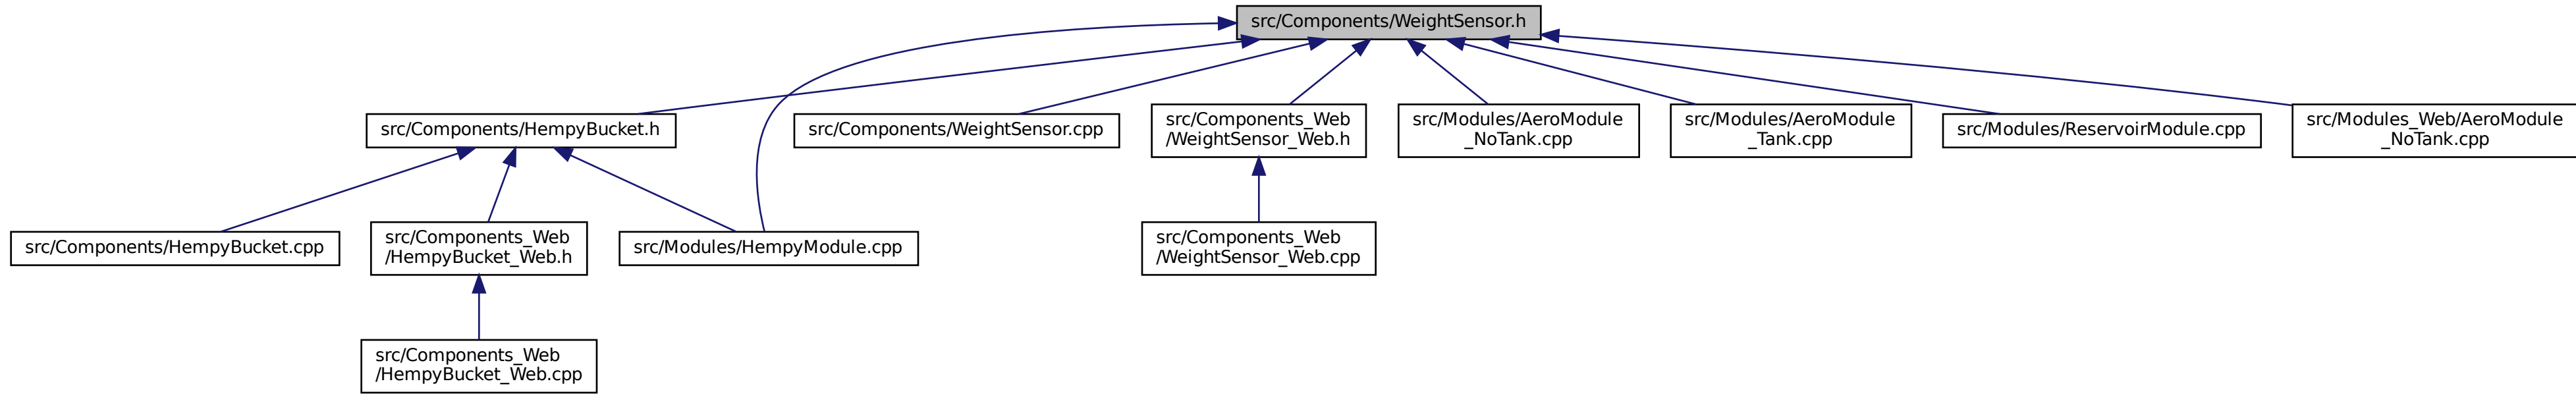 src/Components/WeightSensor.h
src/Components/HempyBucket.h
src/Components/WeightSensor.cpp
src/Components_Web
/WeightSensor_Web.h
src/Modules/AeroModule
_NoTank.cpp
src/Modules/AeroModule
_Tank.cpp
src/Modules/ReservoirModule.cpp
src/Modules_Web/AeroModule
_NoTank.cpp
src/Components/HempyBucket.cpp
src/Components_Web
/HempyBucket_Web.h
src/Modules/HempyModule.cpp
src/Components_Web
/WeightSensor_Web.cpp
src/Components_Web
/HempyBucket_Web.cpp